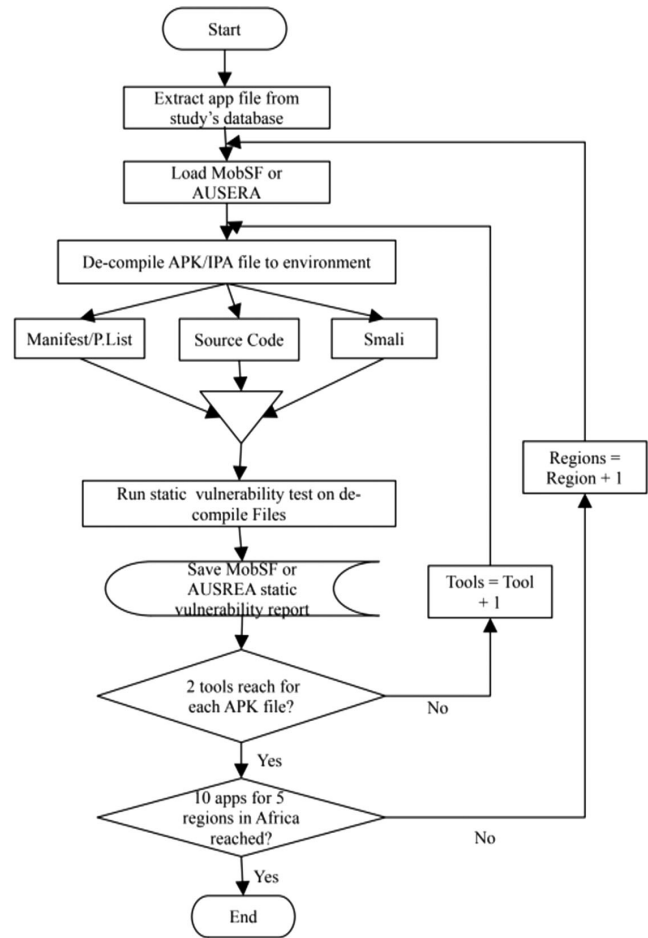 Start
Extract app file from
study's database
Load MobSF or
AUSERA
De-compile APK/IPA file to environment
Manifest/P.List
Source Code
Smali
Run static vulnerability test on de-
compile Files
Save MobSF or
AUSREA static
vulnerability report
Tools = Tool
+ 1
Regions =
Region + 1
2 tools reach for
each APK file?
No
Yes
10 apps for 5
regions in Africa
reached?
No
Yes
End